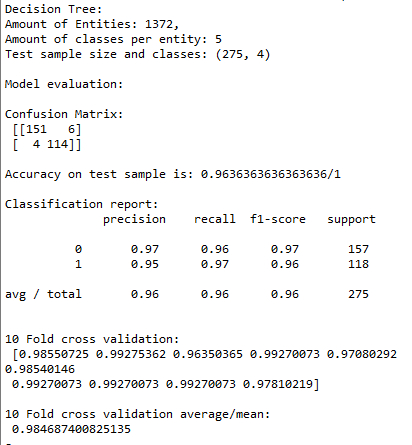 Decision Tree:
Amount of Entities: 1372,
Amount of classes per entity: 5
Test sample size and classes: (275, 4)
Model evaluation:
Confusion Matrix:
[[151   6]
[  4 114]]
Accuracy on test sample is: 0.9636363636363636/1
Classification report:
precision    recall  f1-score   support
0       0.97      0.96      0.97       157
1       0.95      0.97      0.96       118
avg / total       0.96      0.96      0.96       275
10 Fold cross validation:
[0.98550725 0.99275362 0.96350365 0.99270073 0.97080292
0.98540146
0.99270073 0.99270073 0.99270073 0.97810219]
10 Fold cross validation average/mean:
0.984687400825135